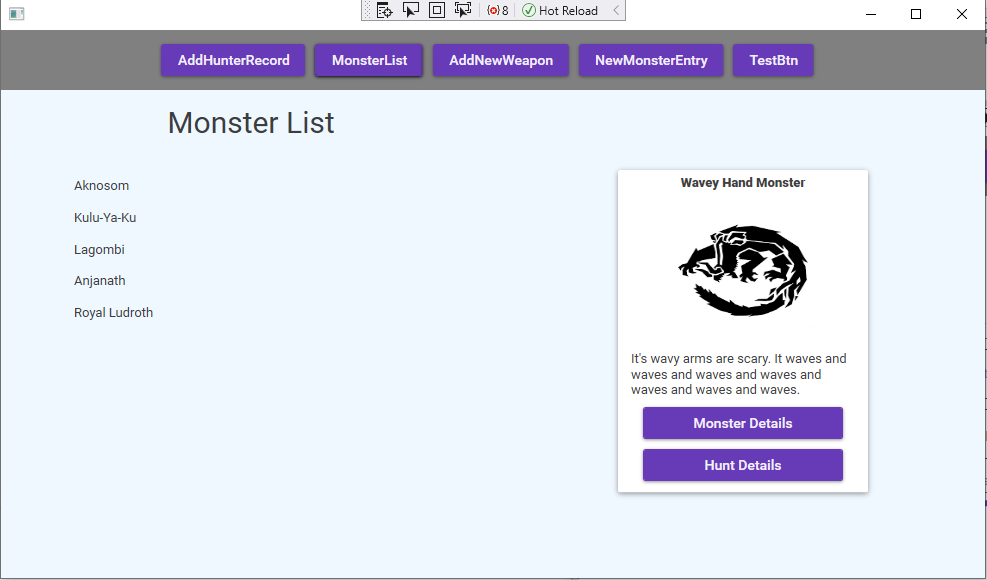 8 Hot Reload
AddHunterRecord MonsterList AddNewWeapon NewMonsterEntry TestBtn
Monster List
Aknosom
Kulu-Ya-Ku
Lagombi
Anjanath
Royal Ludroth
Wavey Hand Monster
It's wavy arms are scary. It waves and
waves and waves and waves and
waves and waves and waves.
Monster Details
Hunt Details